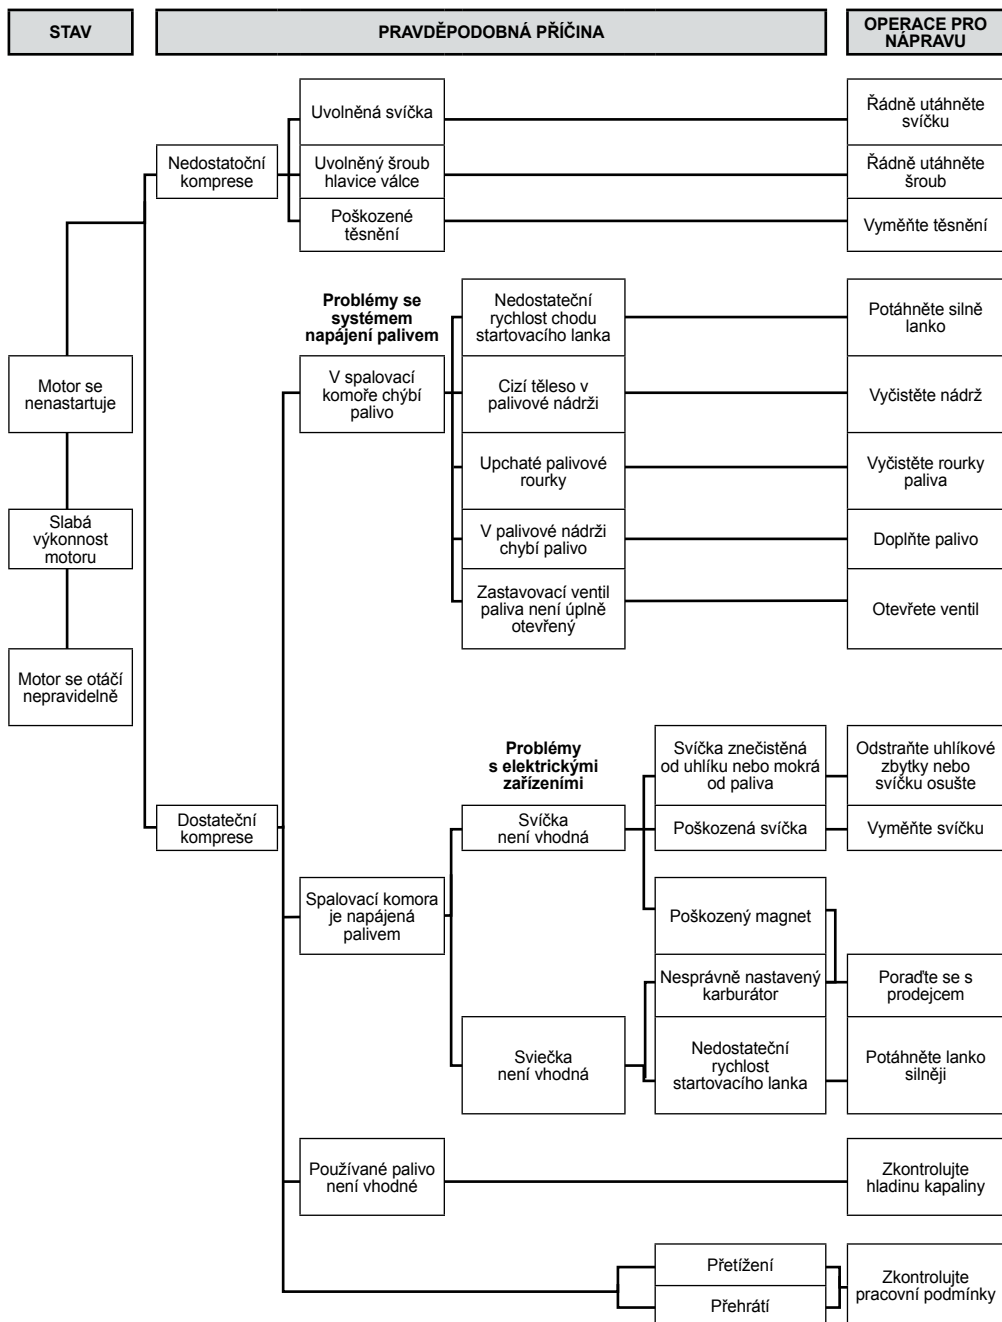 STAV
PRAVDĚPODOBNÁ PŘÍČINA
OPERACE PRO
NÁPRAVU
Uvolněná svíčka
Řádně utáhněte
svíčku
Nedostatoční
komprese
Uvolněný šroub
hlavice válce
Řádně utáhněte
šroub
Poškozené
těsnění
Vyměňte těsnění
Problémy se
systémem
napájení palivem
Nedostateční
rychlost chodu
startovacího lanka
Potáhněte silně
lanko
Motor se
nenastartuje
V spalovací
komoře chýbí
palivo
Cizí těleso v
palivové nádrži
Vyčistěte nádrž
Upchaté palivové
rourky
Vyčistěte rourky
paliva
Slabá
výkonnost
motoru
V palivové nádrži
chybí palivo
Doplňte palivo
Zastavovací ventil
paliva není úplně
otevřený
Otevřete ventil
Motor se otáčí
nepravidelně
Problémy
s elektrickými
zařízeními
Svíčka znečistěná
od uhlíku nebo mokrá
od paliva
Odstraňte uhlíkové
zbytky nebo
svíčku osušte
Dostateční
komprese
Svíčka
není vhodná
Poškozená svíčka
Vyměňte svíčku
Spalovací komora
je napájená
palivem
Poškozený magnet
Nesprávně nastavený
karburátor
Poraďte se s
prodejcem
Sviečka
není vhodná
Nedostateční
rychlost
startovacího lanka
Potáhněte lanko
silněji
Používané palivo
není vhodné
Zkontrolujte
hladinu kapaliny
Přetížení
Přehrátí
Zkontrolujte
pracovní podmínky